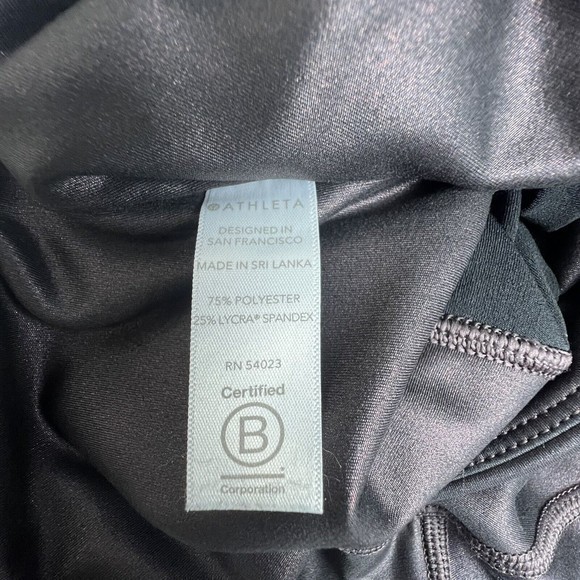 ATHLETA
DESIGNED IN
SAN FRANCISCO
MADE IN SRI LANKA
75% POLYESTER
25% LYCRA® SPANDEX
RN 54023
Certified
B
Corporation